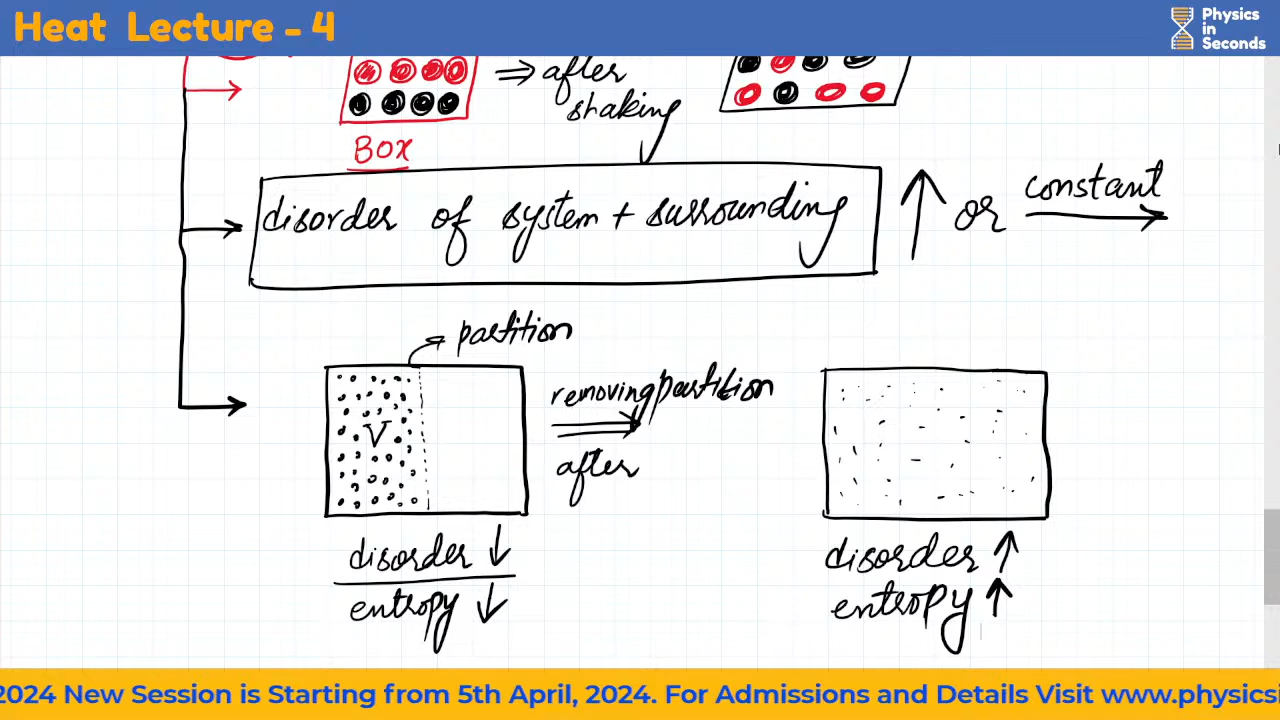 Heat Lecture - 4
Physics
in
Seconds
⇒ after
shaking
BOX
disorder of system + surrounding ↑ or constant
partition
removing partition
after
V
disorder ↓
entropy ↓
disorder ↑
entropy ↑
2024 New Session is Starting from 5th April, 2024. For Admissions and Details Visit www.physicsi